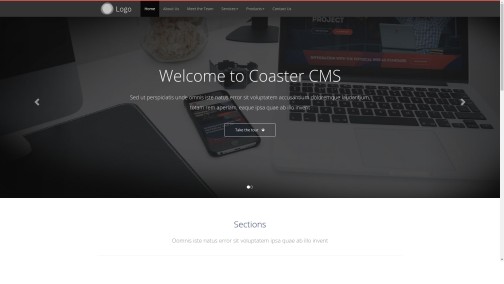 Logo
Home
About Us
Meet the Team
Services
Products
Contact Us
PROJECT
Welcome to Coaster CMS
Sed ut perspiciatis unde omnis iste natus error sit voluptatem accusantium doloremque laudantium,
totam rem aperiam, eaque ipsa quae ab illo invent
Take the tour
Sections
Oomnis iste natus error sit voluptatem ipsa quae ab illo invent